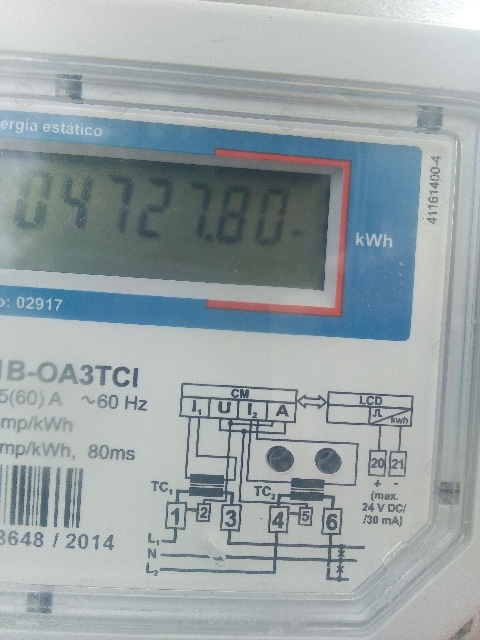 ergia estático
04727.80-
kWh
41161400-4
o: 02917
IB-OA3TCI
5(60) A ~60 Hz
mp/kWh
mp/kWh, 80ms
3648 / 2014
CM
I₁ U I₂ A
LCD
kwh
20 21
+ -
(max.
24 V DC/
/30 mA)
TC₁ TC₂
1 2 3 4 5 6
L₁
N
L₂